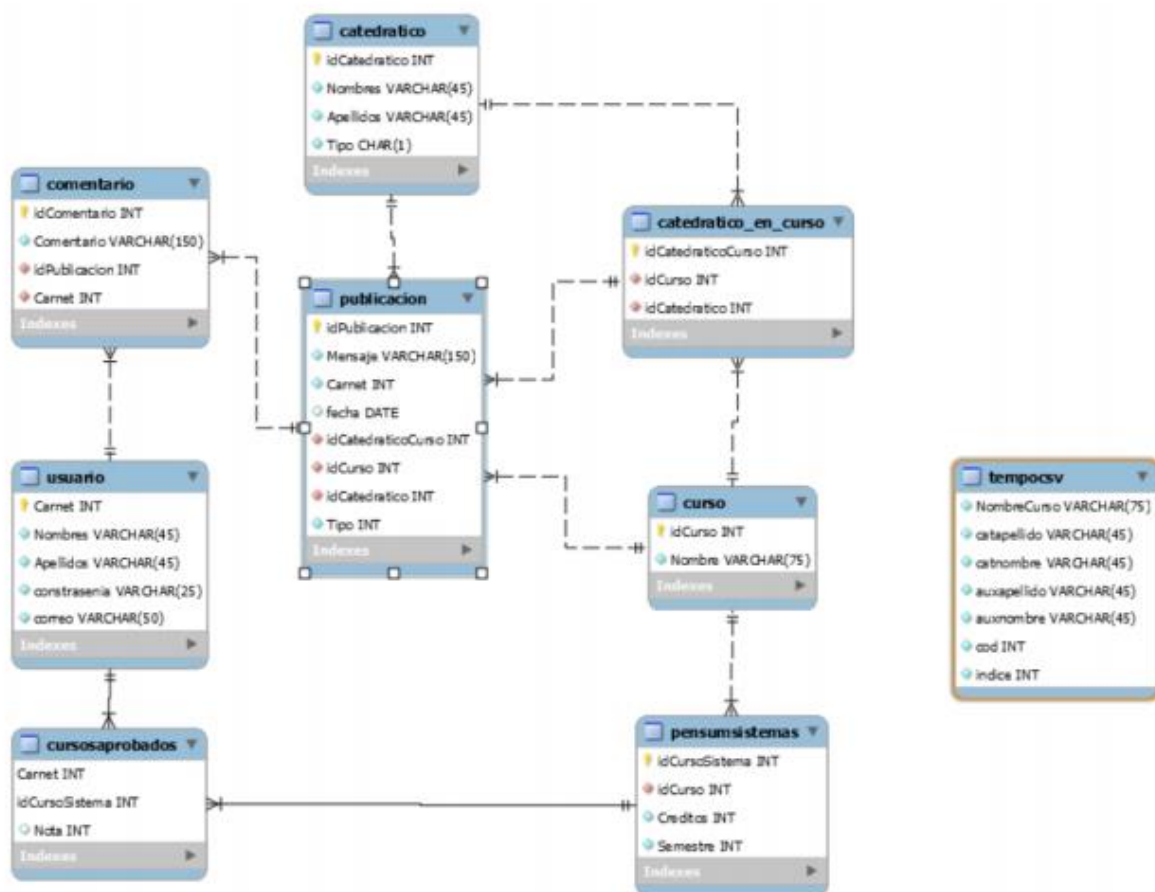 catedratico
idCatedratico INT
Nombres VARCHAR(45)
Apellidos VARCHAR(45)
Tipo CHAR(1)
Indexes
comentario
idComentario INT
Comentario VARCHAR(150)
idPublicacion INT
Carnet INT
Indexes
catedratico_en_curso
idCatedraticoCurso INT
idCurso INT
idCatedratico INT
Indexes
publicacion
idPublicacion INT
Mensaje VARCHAR(150)
Carnet INT
fecha DATE
idCatedraticoCurso INT
idCurso INT
idCatedratico INT
Tipo INT
Indexes
usuario
Carnet INT
Nombres VARCHAR(45)
Apellidos VARCHAR(45)
constrasenia VARCHAR(25)
correo VARCHAR(50)
Indexes
curso
idCurso INT
Nombre VARCHAR(75)
Indexes
tempocsv
NombreCurso VARCHAR(75)
catapellido VARCHAR(45)
catnombre VARCHAR(45)
auxapellido VARCHAR(45)
auxnombre VARCHAR(45)
cod INT
indice INT
cursosaprobados
Carnet INT
idCursoSistema INT
Nota INT
Indexes
pensumsistemas
idCursoSistema INT
idCurso INT
Creditos INT
Semestre INT
Indexes